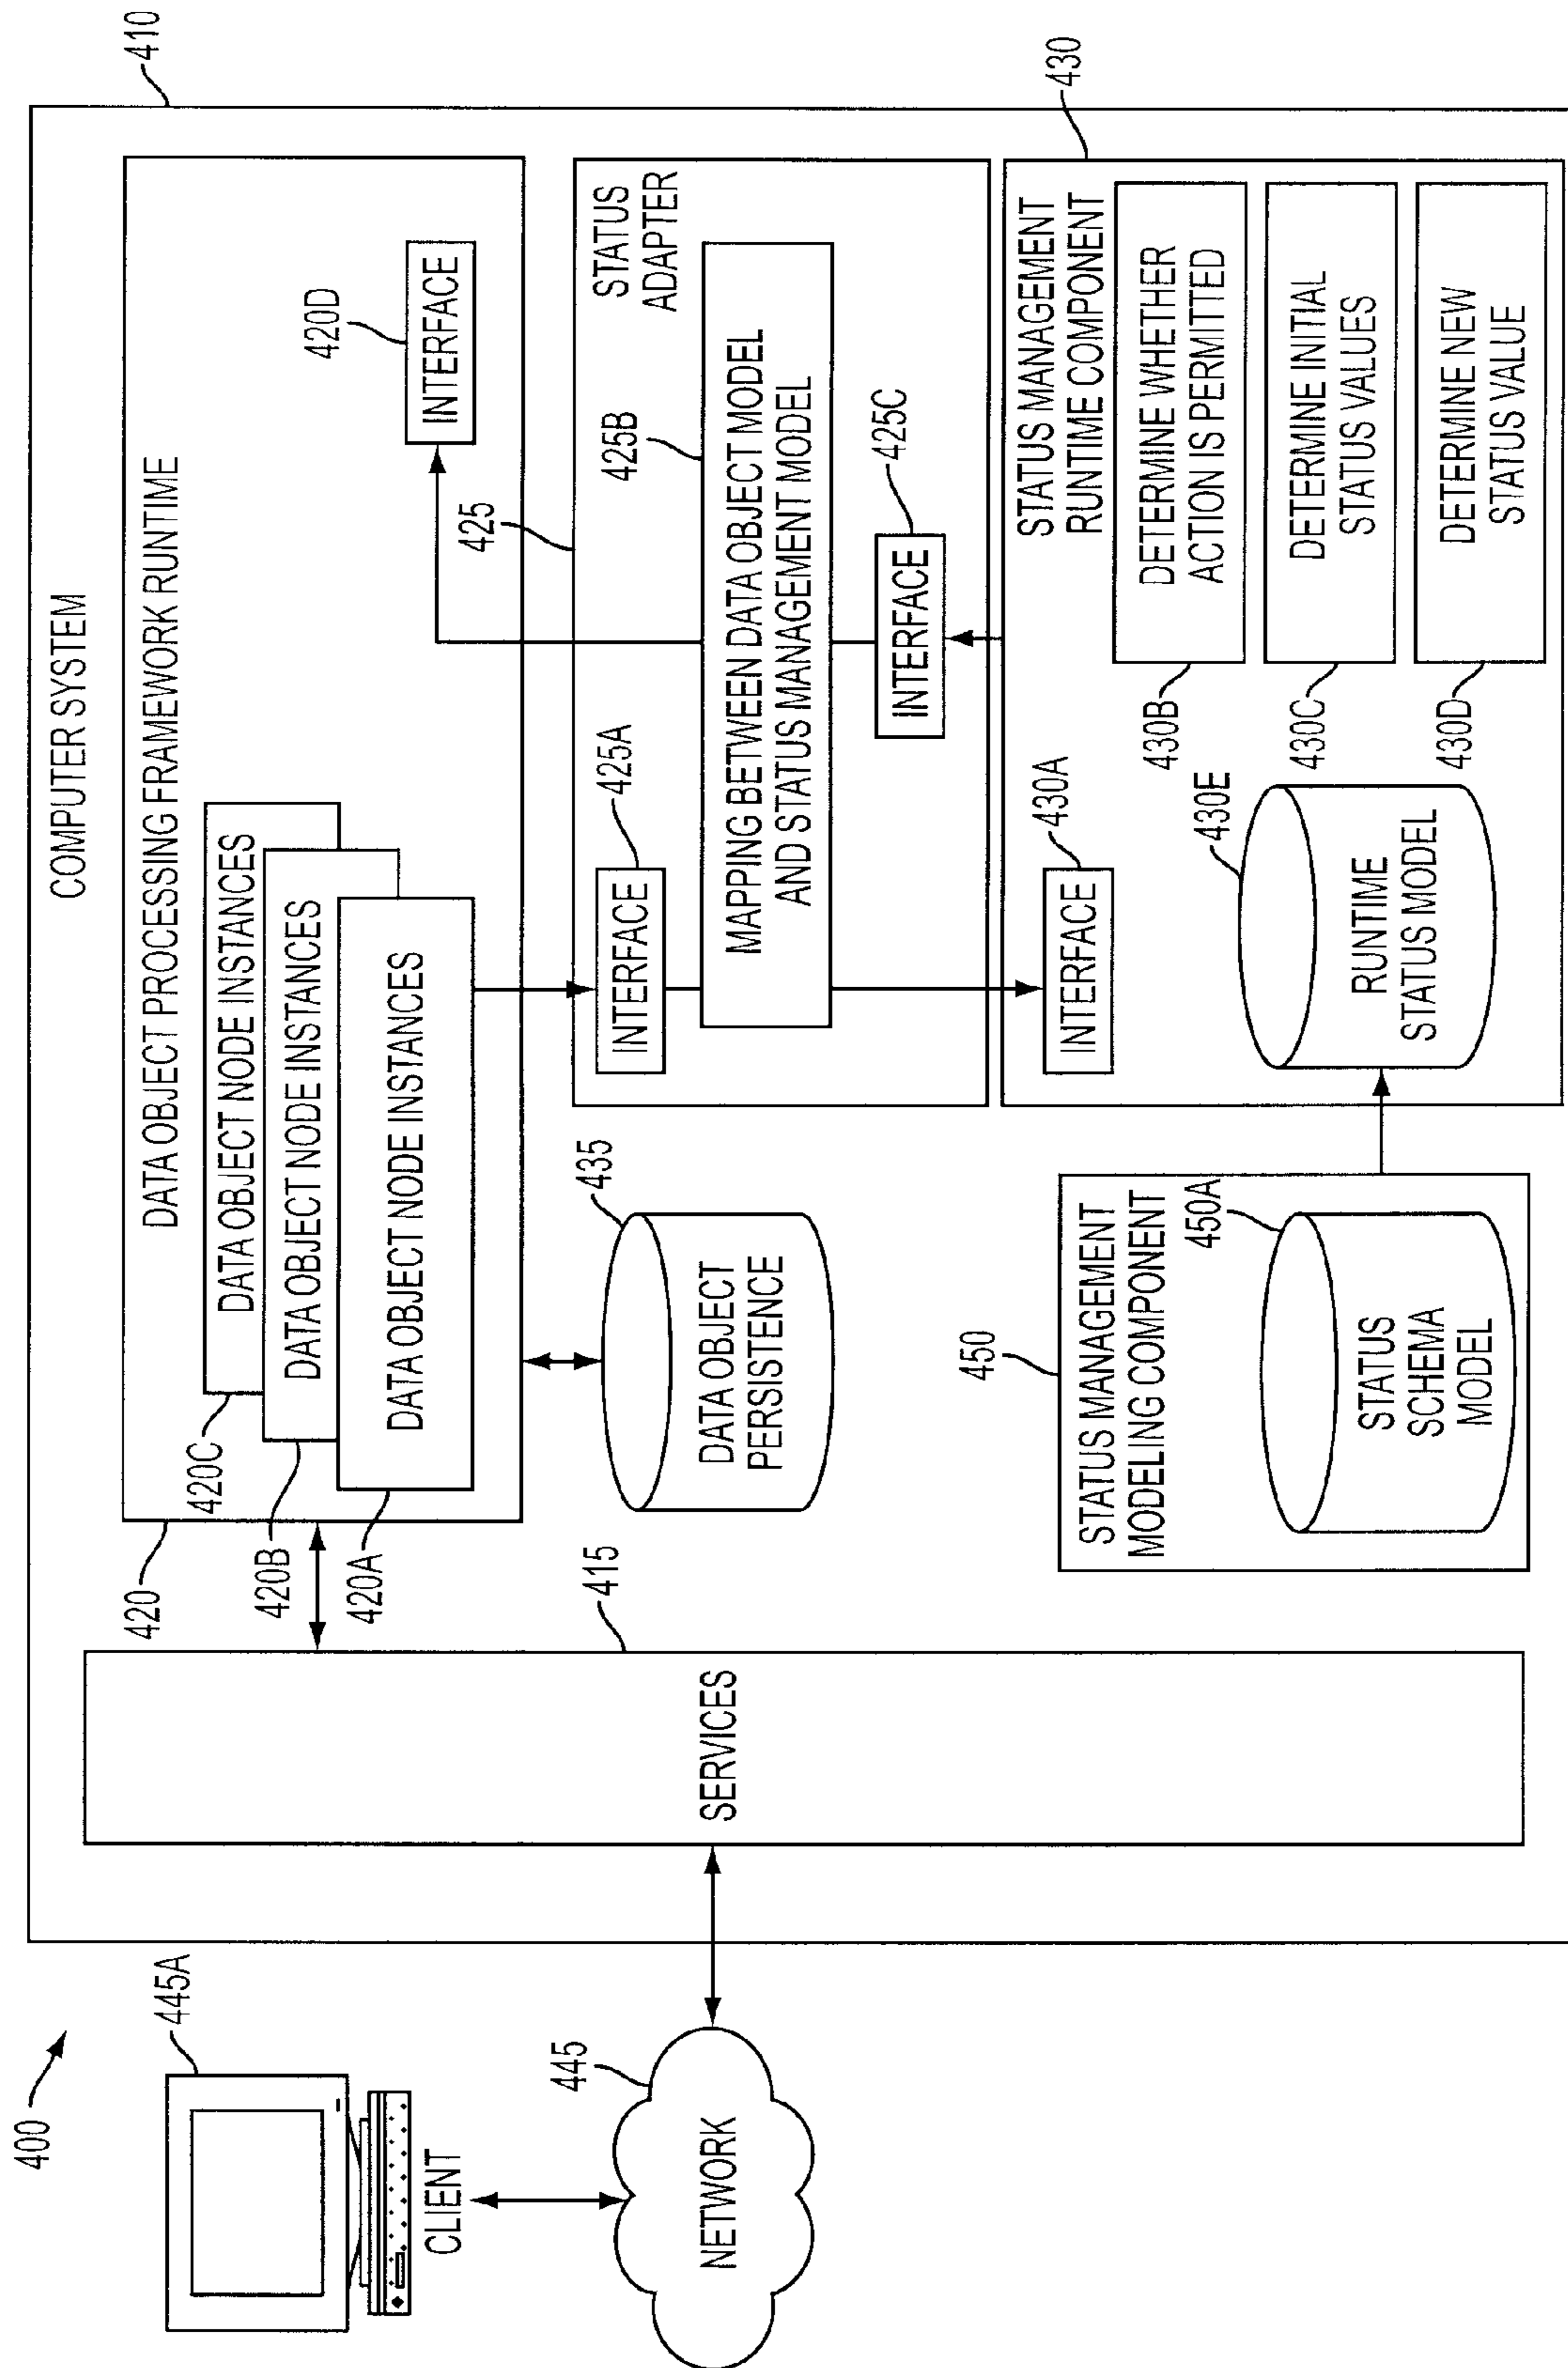 400
445A
CLIENT
445
NETWORK
410
COMPUTER SYSTEM
415
SERVICES
420
DATA OBJECT PROCESSING FRAMEWORK RUNTIME
420C
DATA OBJECT NODE INSTANCES
420B
DATA OBJECT NODE INSTANCES
420A
DATA OBJECT NODE INSTANCES
420D
INTERFACE
435
DATA OBJECT
PERSISTENCE
425
STATUS
ADAPTER
425A
INTERFACE
425B
MAPPING BETWEEN DATA OBJECT MODEL
AND STATUS MANAGEMENT MODEL
425C
INTERFACE
450
STATUS MANAGEMENT
MODELING COMPONENT
450A
STATUS
SCHEMA
MODEL
430
STATUS MANAGEMENT
RUNTIME COMPONENT
430A
INTERFACE
430E
RUNTIME
STATUS MODEL
430B
DETERMINE WHETHER
ACTION IS PERMITTED
430C
DETERMINE INITIAL
STATUS VALUES
430D
DETERMINE NEW
STATUS VALUE